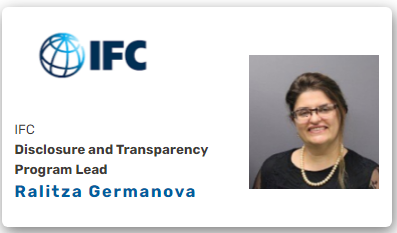 IFC
IFC
Disclosure and Transparency
Program Lead
Ralitza Germanova